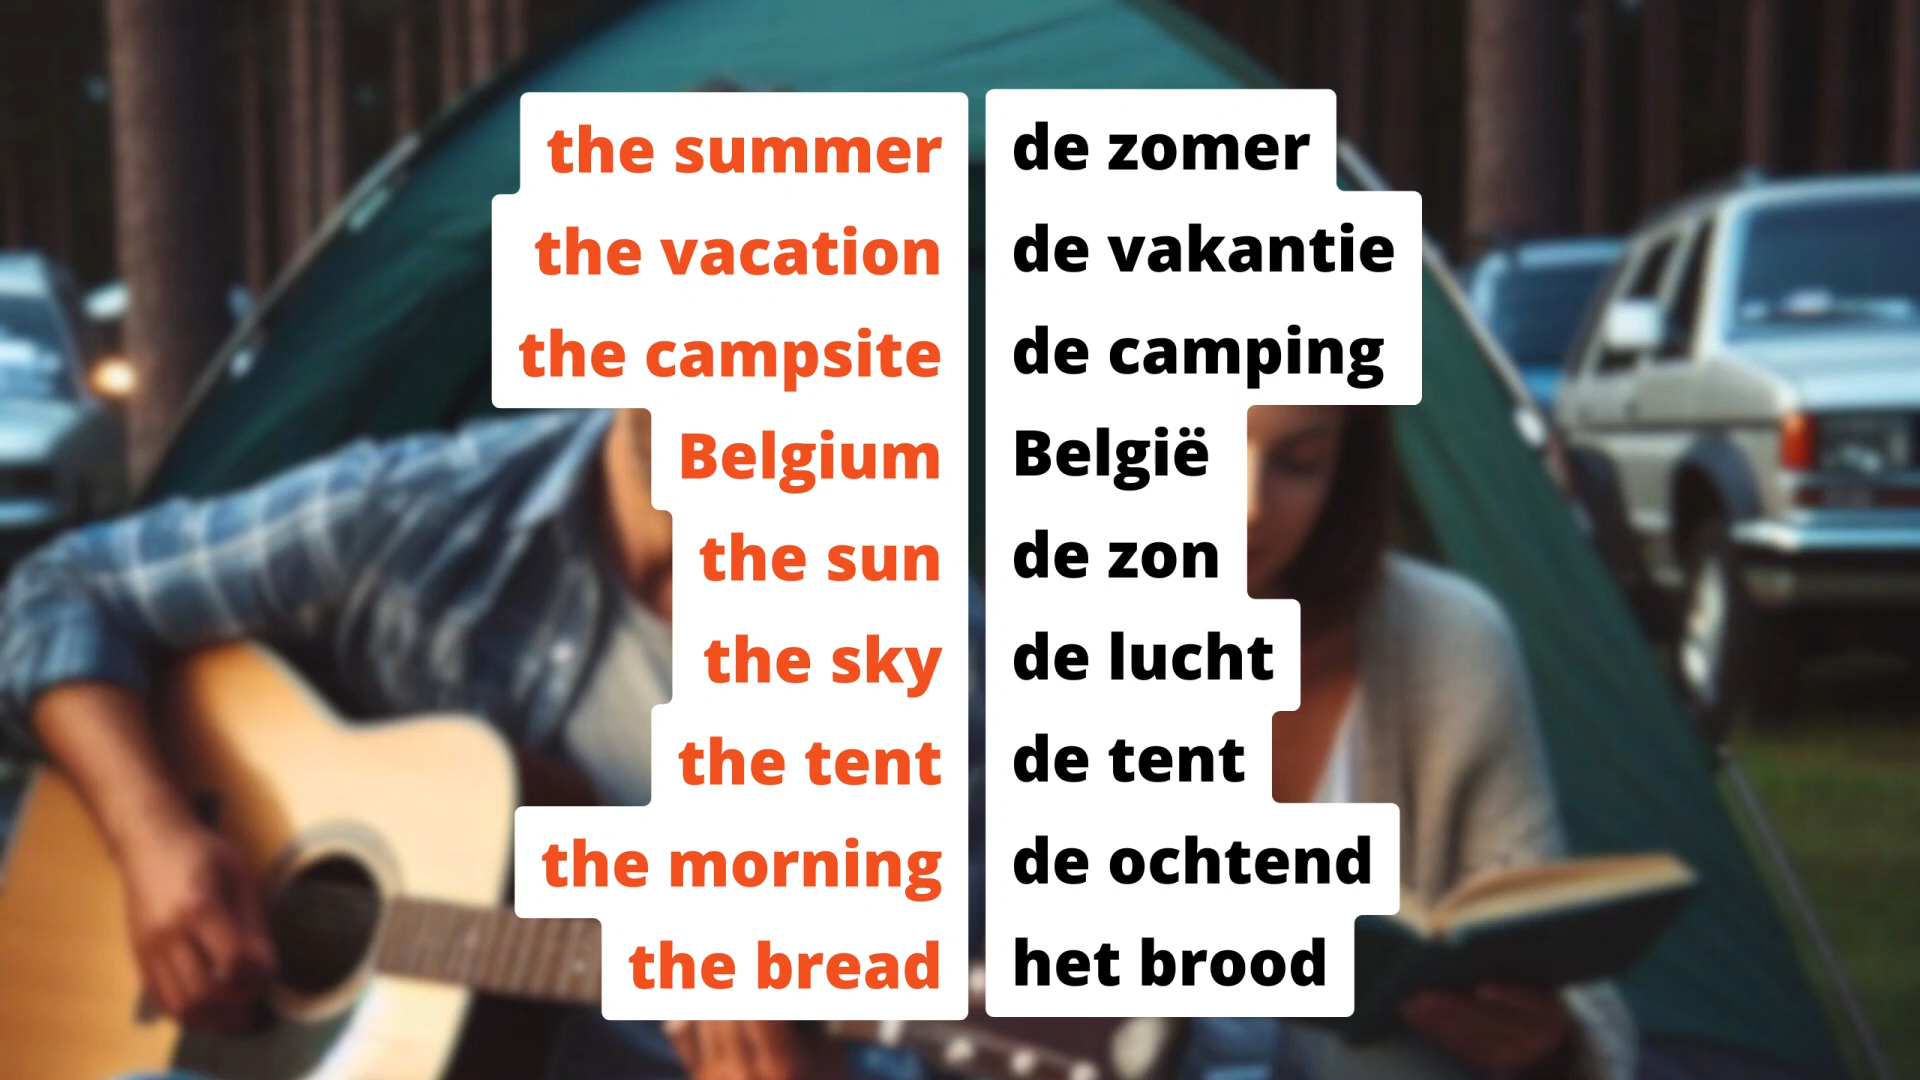 the summer de zomer
the vacation de vakantie
the campsite de camping
Belgium België
the sun de zon
the sky de lucht
the tent de tent
the morning de ochtend
the bread het brood